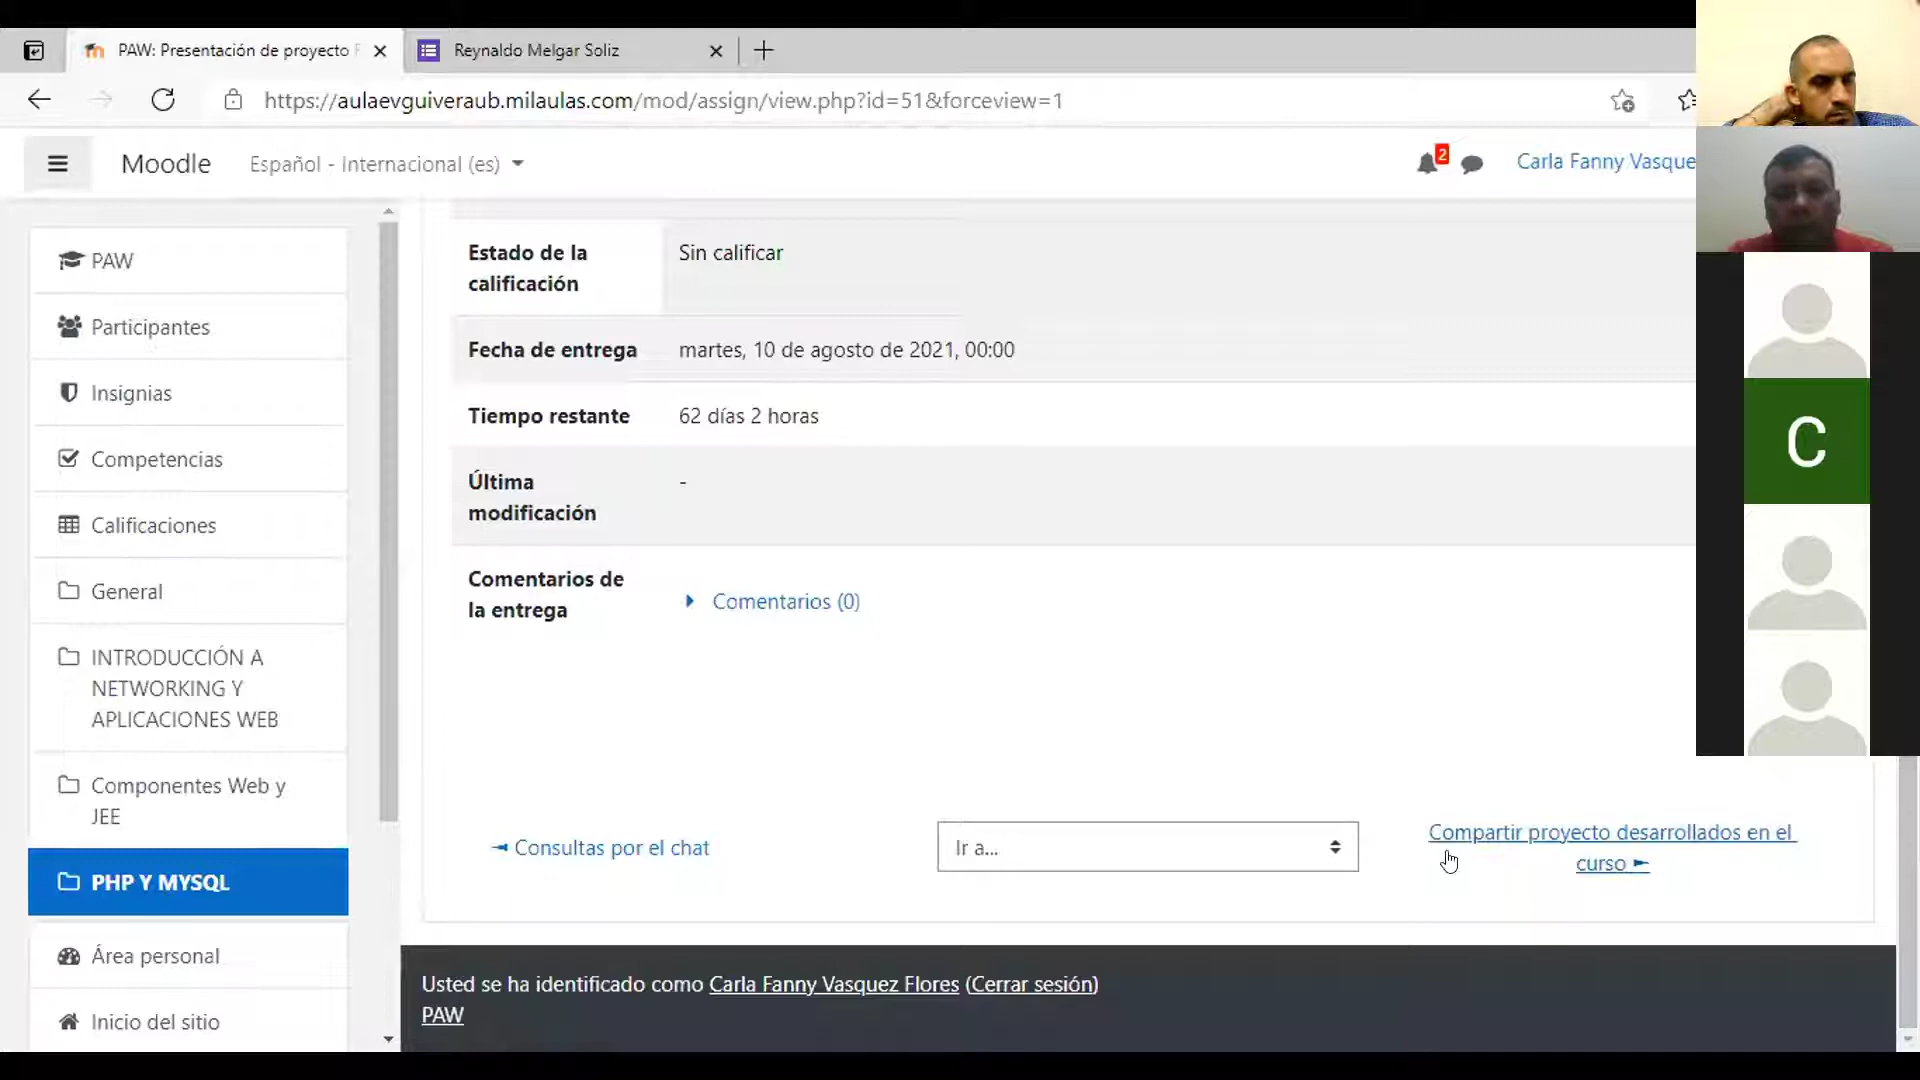 PAW: Presentación de proyecto
Reynaldo Melgar Soliz
https://aulaevguiveraub.milaulas.com/mod/assign/view.php?id=51&forceview=1
Moodle
Español - Internacional (es)
2
Carla Fanny Vasque
PAW
Participantes
Insignias
Competencias
Calificaciones
General
INTRODUCCIÓN A
NETWORKING Y
APLICACIONES WEB
Componentes Web y
JEE
PHP Y MYSQL
Área personal
Inicio del sitio
Estado de la
calificación
Sin calificar
Fecha de entrega
martes, 10 de agosto de 2021, 00:00
Tiempo restante
62 días 2 horas
Última
modificación
-
Comentarios de
la entrega
Comentarios (0)
◄ Consultas por el chat
Ir a...
Compartir proyecto desarrollados en el
curso ►
Usted se ha identificado como Carla Fanny Vasquez Flores (Cerrar sesión)
PAW
C